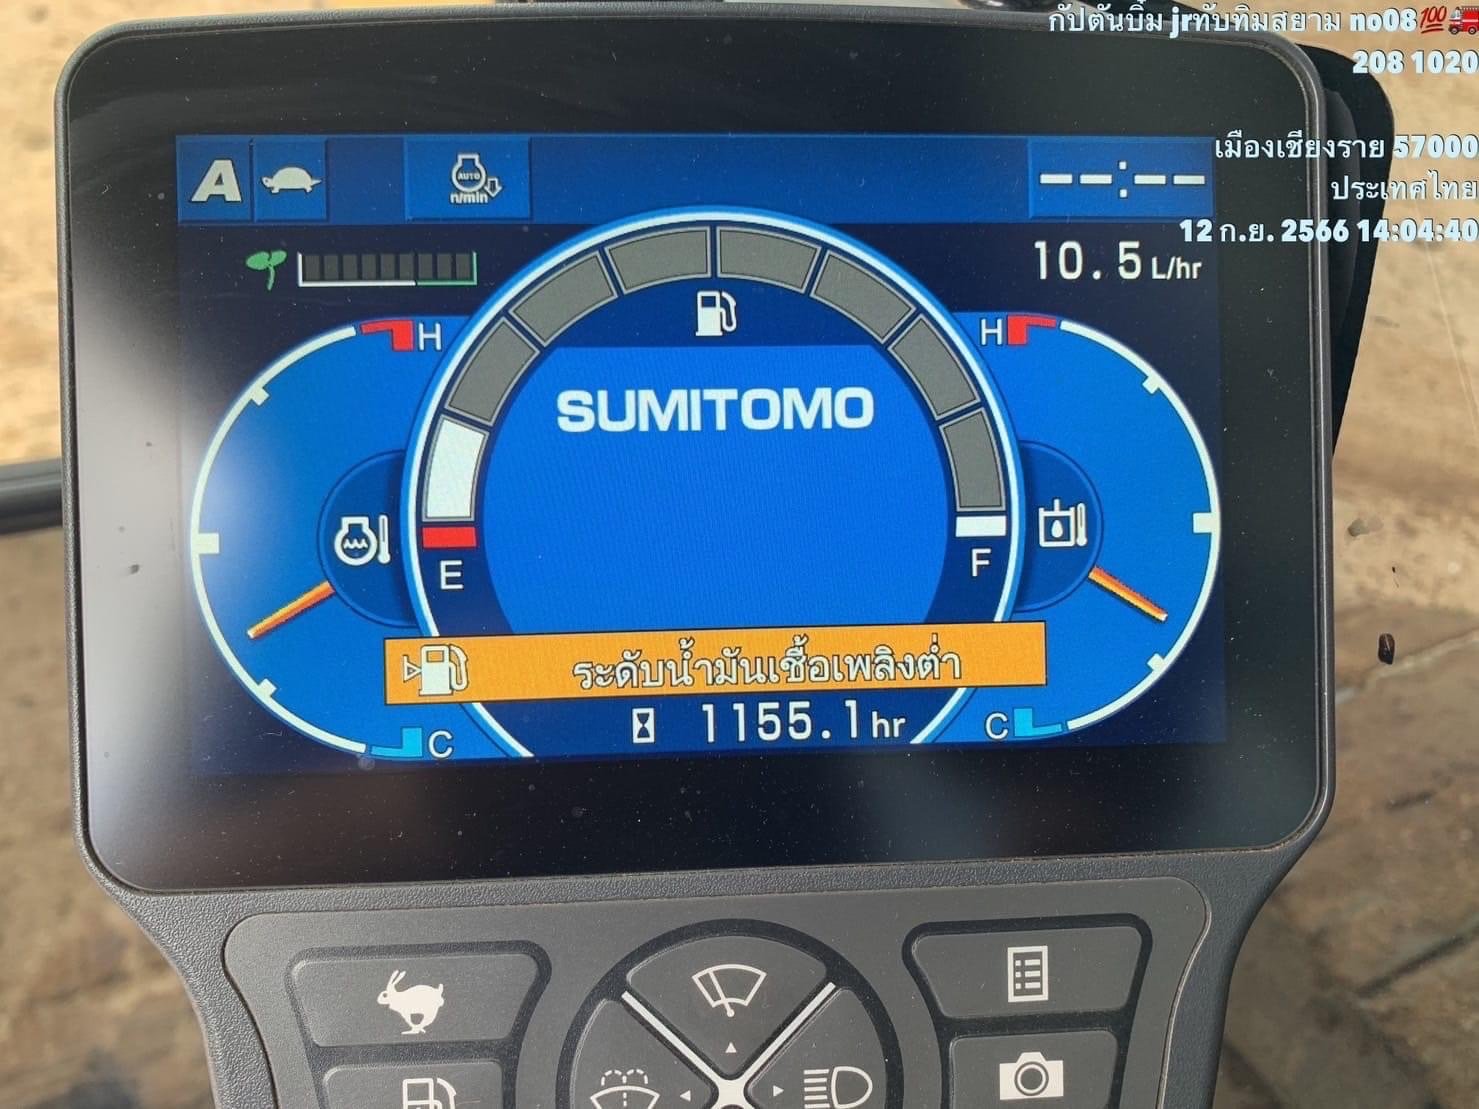 กัปตันบิ๋ม jrทับทิมสยาม no08💯🚒
208 1020
เมืองเชียงราย 57000
ประเทศไทย
12 ก.ย. 2566 14:04:40
A
AUTO
n/min
--:--
10.5 L/hr
H
H
SUMITOMO
E
F
ระดับน้ำมันเชื้อเพลิงต่ำ
1155.1hr
C
C